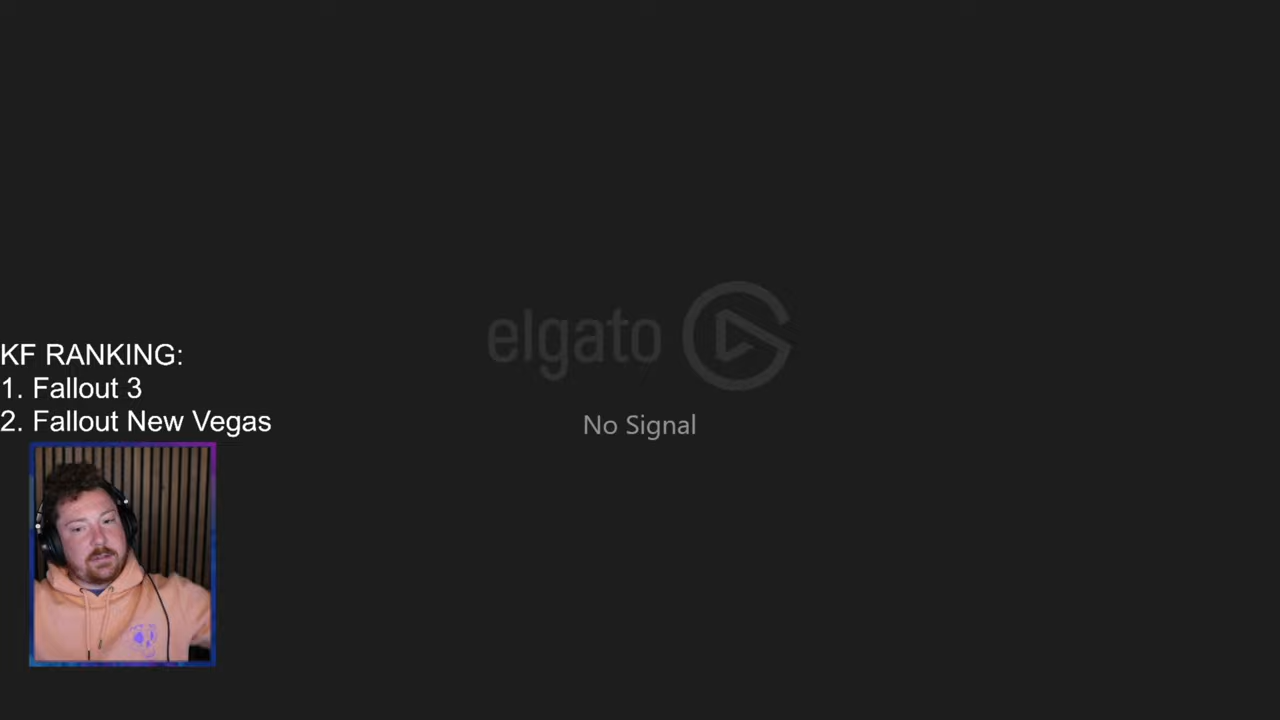 elgato
KF RANKING:
1. Fallout 3
2. Fallout New Vegas
No Signal